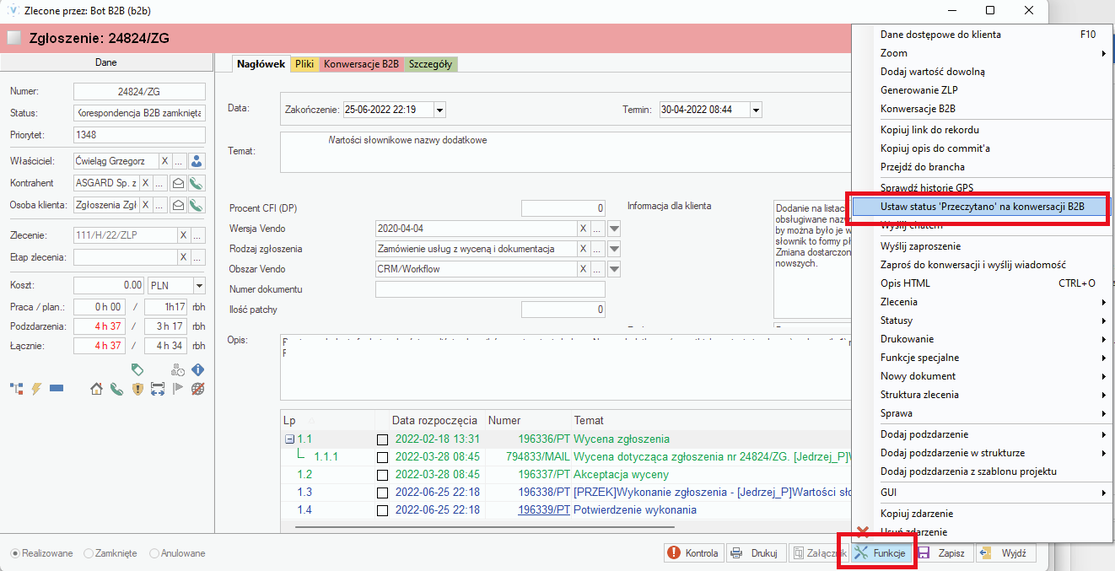 Zlecone przez: Bot B2B (b2b)
Zgłoszenie: 24824/ZG
Dane
Numer: 24824/ZG
Status: Korespondencja B2B zamknięta
Priorytet: 1348
Właściciel: Ćwieląg Grzegorz X ...
Kontrahent ASGARD Sp. z X ...
Osoba klienta: Zgłoszenia Zgł X ...
Zlecenie: 111/H/22/ZLP X ...
Etap zlecenia: X ...
Koszt: 0.00 PLN
Praca / plan.: 0 h 00 / 1h17 rbh
Podzdarzenia: 4 h 37 / 3 h 17 rbh
Łącznie: 4 h 37 / 4 h 34 rbh
Realizowane Zamknięte Anulowane
Nagłówek Pliki Konwersacje B2B Szczegóły
Data: Zakończenie: 25-06-2022 22:19 Termin: 30-04-2022 08:44
Temat: Wartości słownikowe nazwy dodatkowe
Procent CFI (DP) 0
Wersja Vendo 2020-04-04 X ...
Rodzaj zgłoszenia Zamówienie usług z wyceną i dokumentacja X ...
Obszar Vendo CRM/Workflow X ...
Numer dokumentu
Ilość patchy 0
Informacja dla klienta
Dodanie na listac
obsługiwane nazw
by można było je w
słownik to formy pł
Zmiana dostarczon
nowszych.
Opis:
Lp Data rozpoczęcia Numer Temat
1.1 2022-02-18 13:31 196336/PT Wycena zgłoszenia
1.1.1 2022-03-28 08:45 794833/MAIL Wycena dotycząca zgłoszenia nr 24824/ZG. [Jedrzej_P]W
1.2 2022-03-28 08:45 196337/PT Akceptacja wyceny
1.3 2022-06-25 22:18 196338/PT [PRZEK]Wykonanie zgłoszenia - [Jedrzej_P]Wartości sło
1.4 2022-06-25 22:18 196339/PT Potwierdzenie wykonania
Kontrola Drukuj Załącznik Funkcje Zapisz Wyjdź
Dane dostępowe do klienta F10
Zoom
Dodaj wartość dowolną
Generowanie ZLP
Konwersacje B2B
Kopiuj link do rekordu
Kopiuj opis do commit'a
Przejdź do brancha
Sprawdź historie GPS
Ustaw status 'Przeczytano' na konwersacji B2B
Wyślij chatem
Wyślij zaproszenie
Zaproś do konwersacji i wyślij wiadomość
Opis HTML CTRL+O
Zlecenia
Statusy
Drukowanie
Funkcje specjalne
Nowy dokument
Struktura zlecenia
Sprawa
Dodaj podzdarzenie
Dodaj podzdarzenie w strukturze
Dodaj podzdarzenia z szablonu projektu
GUI
Kopiuj zdarzenie
Usuń zdarzenie